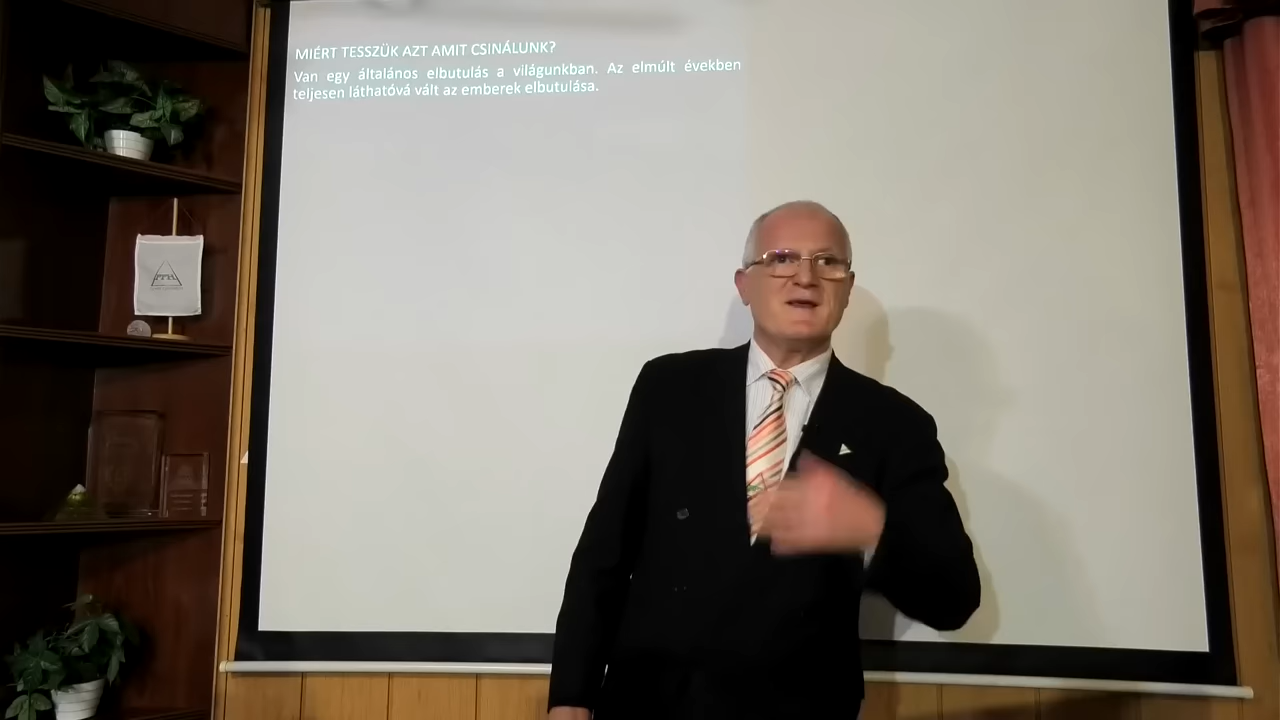 MIÉRT TESSZÜK AZT AMIT CSINÁLUNK?
Van egy általános elbutulás a világunkban. Az elmúlt években
teljesen láthatóvá vált az emberek elbutulása.